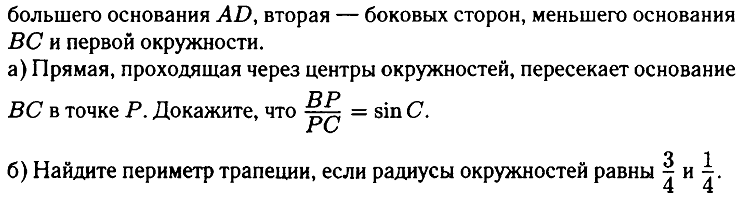 большего основания AD, вторая — боковых сторон, меньшего основания
BC и первой окружности.
а) Прямая, проходящая через центры окружностей, пересекает основание
BC в точке P. Докажите, что BP/PC = sin C.
б) Найдите периметр трапеции, если радиусы окружностей равны 3/4 и 1/4.